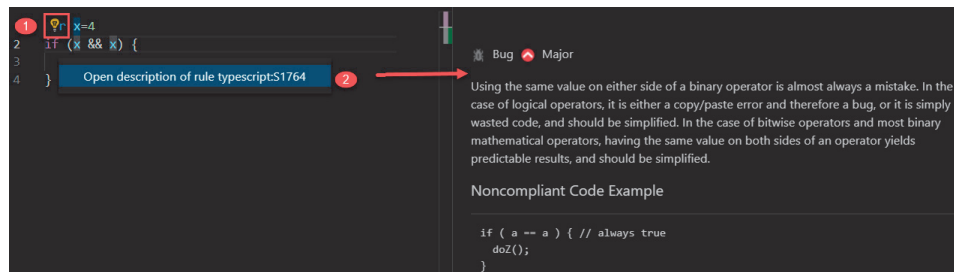 1 r x=4
2 if (x && x) {
3
4 }
Open description of rule typescript:S1764 2
Bug Major
Using the same value on either side of a binary operator is almost always a mistake. In the
case of logical operators, it is either a copy/paste error and therefore a bug, or it is simply
wasted code, and should be simplified. In the case of bitwise operators and most binary
mathematical operators, having the same value on both sides of an operator yields
predictable results, and should be simplified.
Noncompliant Code Example
if ( a == a ) { // always true
doZ();
}